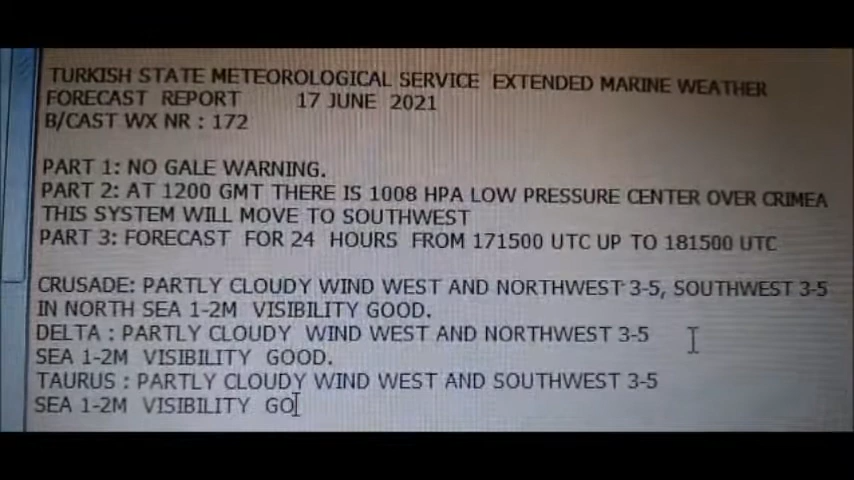 TURKISH STATE METEOROLOGICAL SERVICE EXTENDED MARINE WEATHER
FORECAST REPORT 17 JUNE 2021
B/CAST WX NR : 172
PART 1: NO GALE WARNING.
PART 2: AT 1200 GMT THERE IS 1008 HPA LOW PRESSURE CENTER OVER CRIMEA
THIS SYSTEM WILL MOVE TO SOUTHWEST
PART 3: FORECAST FOR 24 HOURS FROM 171500 UTC UP TO 181500 UTC
CRUSADE: PARTLY CLOUDY WIND WEST AND NORTHWEST 3-5, SOUTHWEST 3-5
IN NORTH SEA 1-2M VISIBILITY GOOD.
DELTA : PARTLY CLOUDY WIND WEST AND NORTHWEST 3-5
SEA 1-2M VISIBILITY GOOD.
TAURUS : PARTLY CLOUDY WIND WEST AND SOUTHWEST 3-5
SEA 1-2M VISIBILITY GO